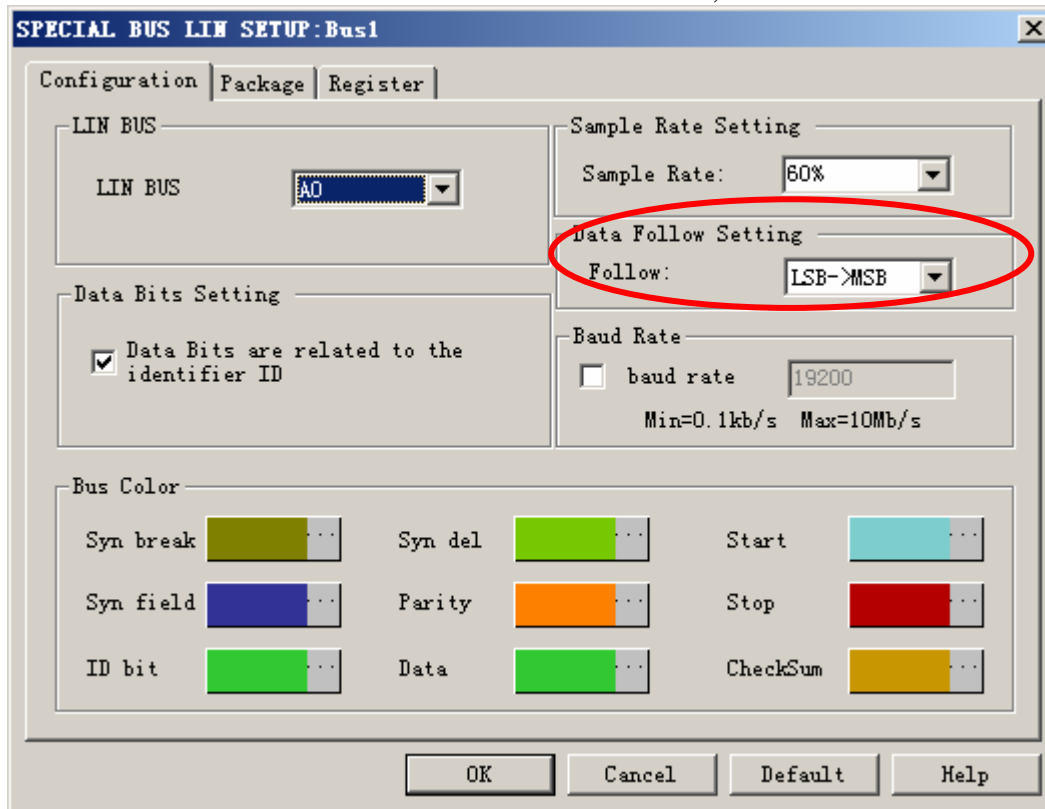 SPECIAL BUS LIN SETUP:Bus1
Configuration Package Register
LIN BUS
LIN BUS A0
Sample Rate Setting
Sample Rate: 60%
Data Follow Setting
Follow: LSB->MSB
Data Bits Setting
Data Bits are related to the
identifier ID
Baud Rate
baud rate 19200
Min=0.1kb/s Max=10Mb/s
Bus Color
Syn break ... Syn del ... Start ...
Syn field ... Parity ... Stop ...
ID bit ... Data ... CheckSum ...
OK Cancel Default Help